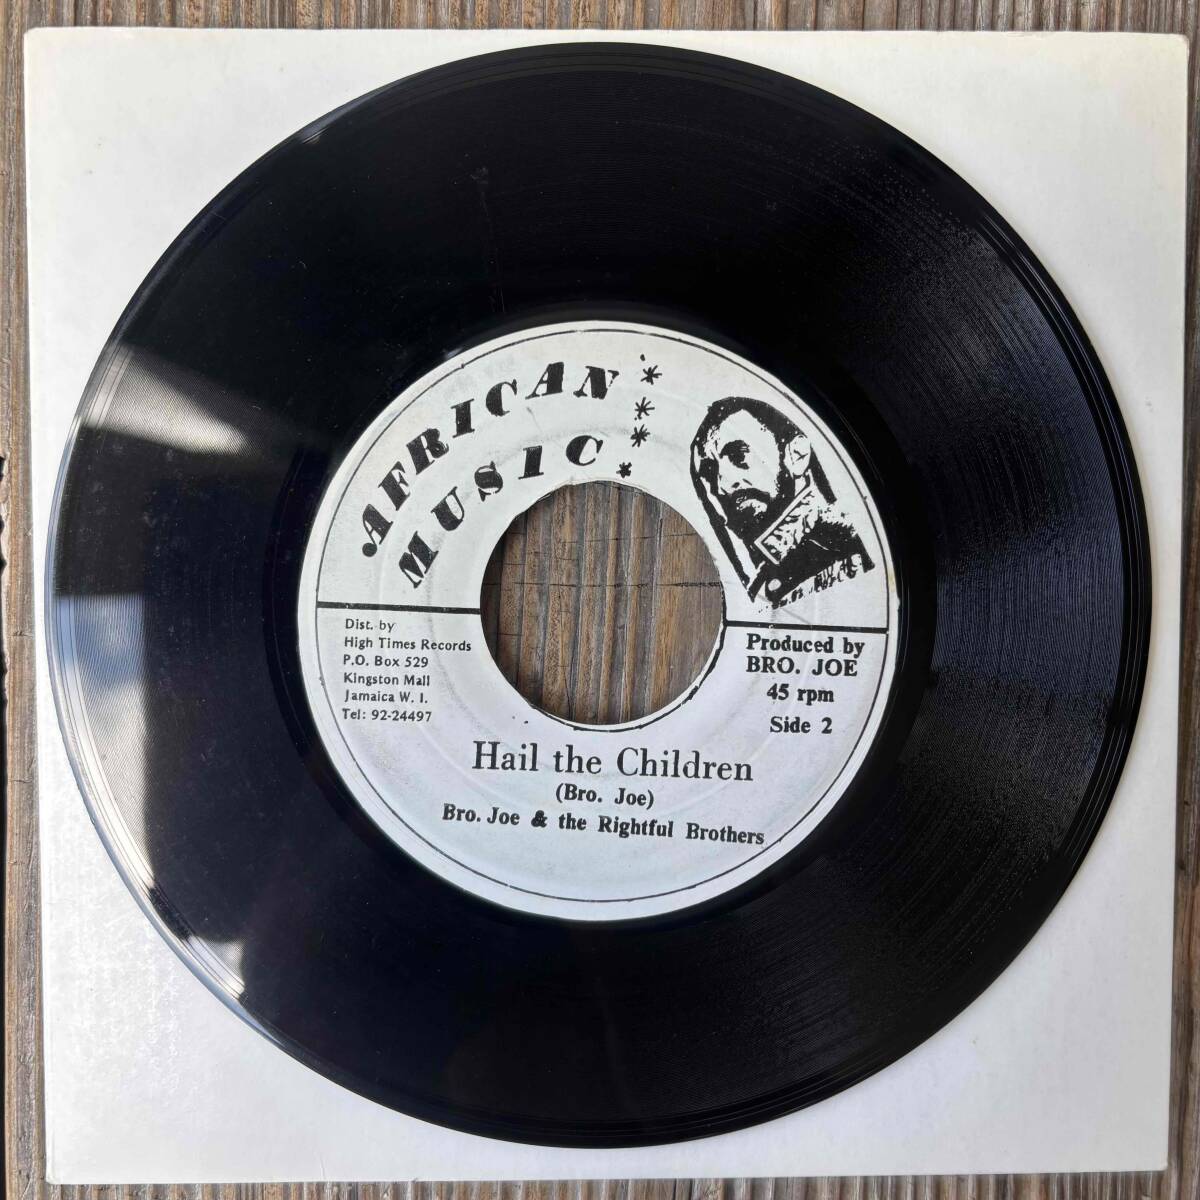 AFRICAN
MUSIC
Dist. by
High Times Records
P.O. Box 529
Kingston Mall
Jamaica W. I.
Tel: 92-24497
Produced by
BRO. JOE
45 rpm
Side 2
Hail the Children
(Bro. Joe)
Bro. Joe & the Rightful Brothers